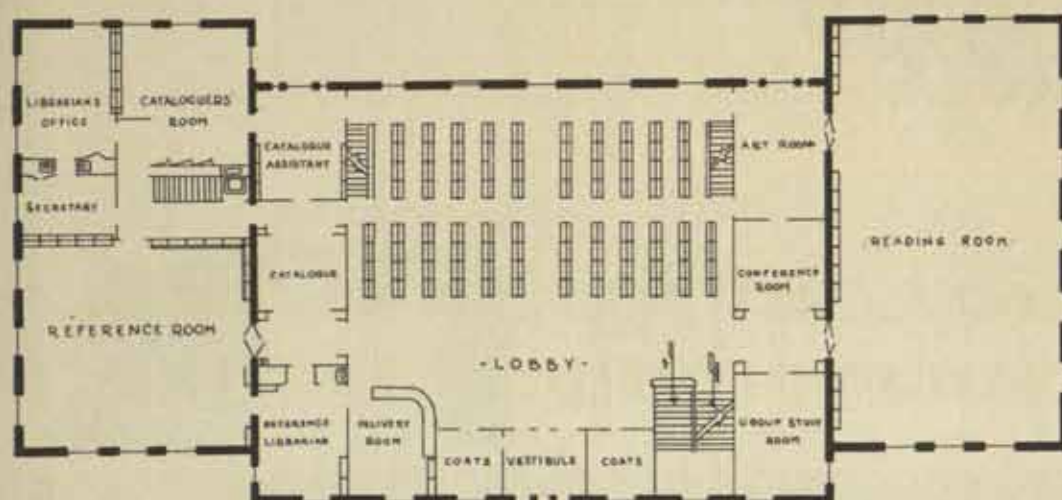 LIBRARIAN'S
OFFICE
CATALOGUERS
ROOM
CATALOGUE
ASSISTANT
ART ROOM
SECRETARY
READING ROOM
CATALOGUE
CONFERENCE
ROOM
REFERENCE ROOM
-LOBBY-
REFERENCE
LIBRARIAN
DELIVERY
ROOM
GROUP STUDY
ROOM
COATS
VESTIBULE
COATS